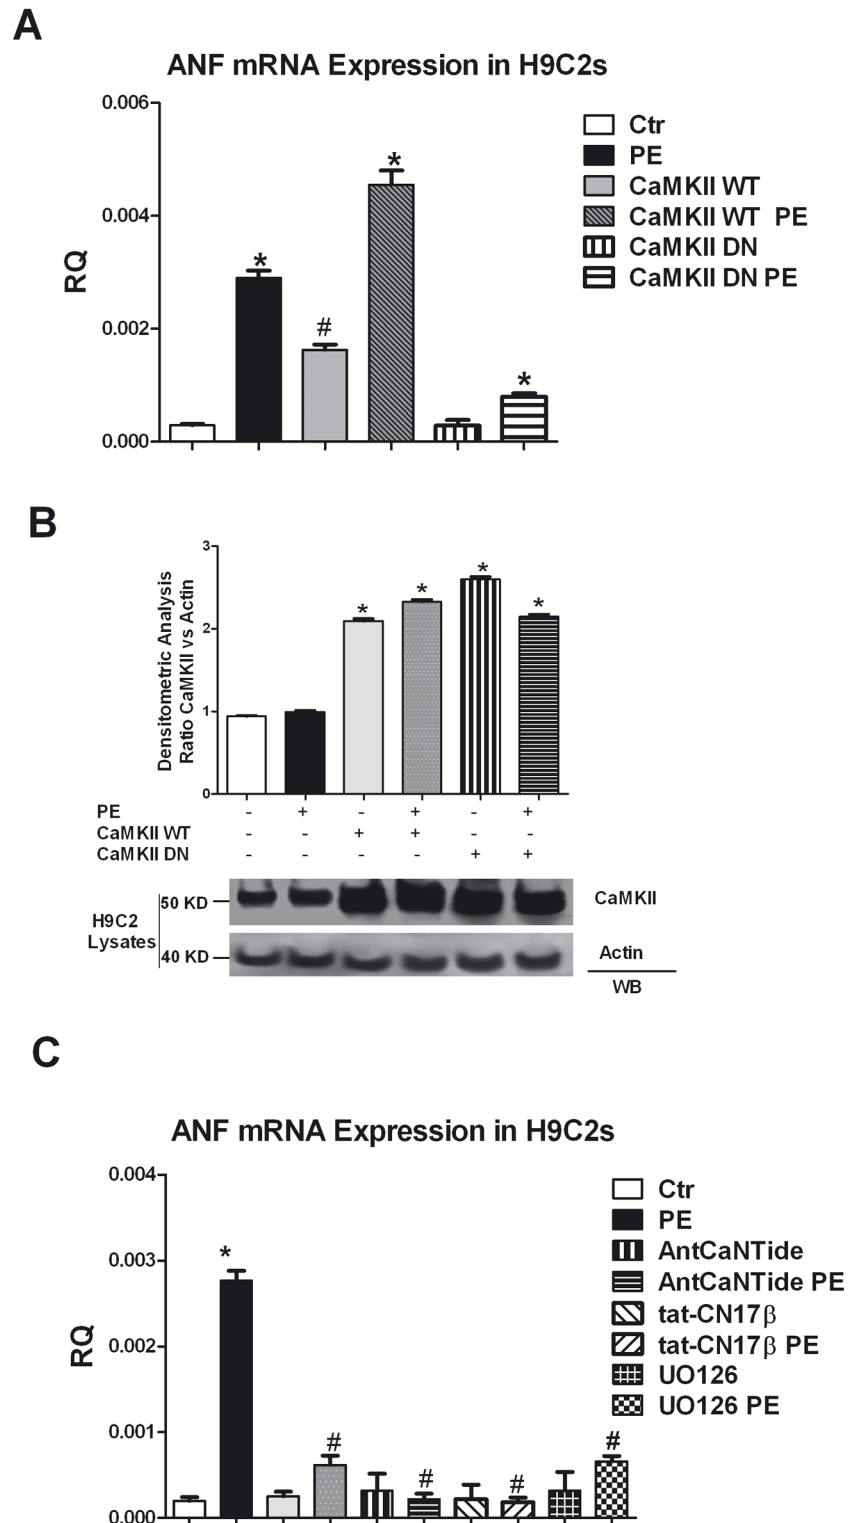 A
ANF mRNA Expression in H9C2s
0.006
0.004
0.002
0.000
RQ
*
#
*
*
Ctr
PE
CaMKII WT
CaMKII WT PE
CaMKII DN
CaMKII DN PE
B
Densitometric Analysis
Ratio CaMKII vs Actin
3
2
1
0
*
*
*
*
PE - + - + - +
CaMKII WT - - + + - -
CaMKII DN - - - - + +
H9C2
Lysates
50 KD
40 KD
CaMKII
Actin
WB
C
ANF mRNA Expression in H9C2s
0.004
0.003
0.002
0.001
0.000
RQ
*
#
#
#
#
Ctr
PE
AntCaNTide
AntCaNTide PE
tat-CN17β
tat-CN17β PE
UO126
UO126 PE